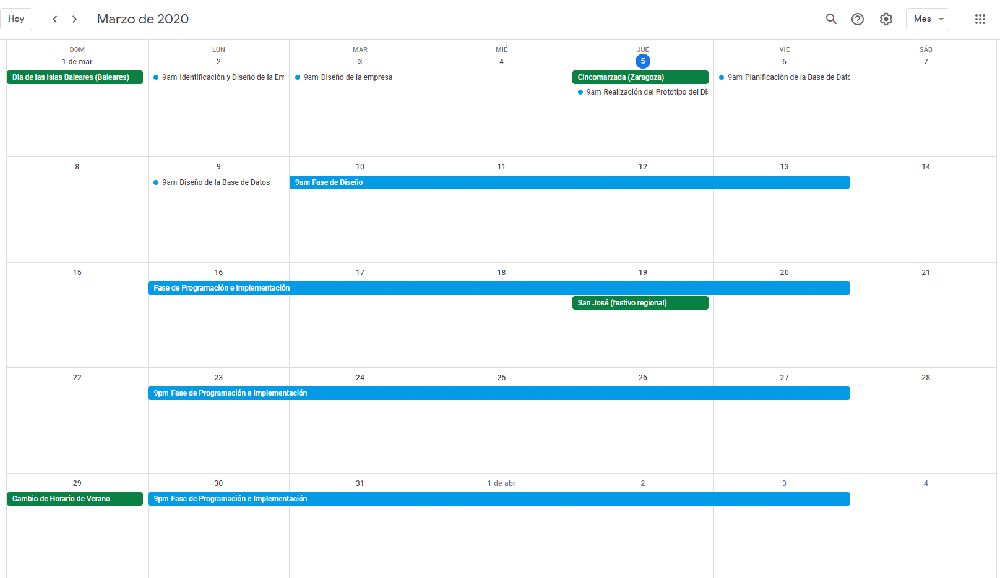 Hoy Marzo de 2020 Mes
DOM LUN MAR MIÉ JUE VIE SÁB
1 de mar 2 3 4 5 6 7
Dia de las Islas Baleares (Baleares) 9am Identificación y Diseño de la Em 9am Diseño de la empresa Cincomarzada (Zaragoza) 9am Planificación de la Base de Datc
9am Realización del Prototipo del Di
8 9 10 11 12 13 14
9am Diseño de la Base de Datos 9am Fase de Diseño
15 16 17 18 19 20 21
Fase de Programación e Implementación
San José (festivo regional)
22 23 24 25 26 27 28
9pm Fase de Programación e Implementación
29 30 31 1 de abr 2 3 4
Cambio de Horario de Verano 9pm Fase de Programación e Implementación